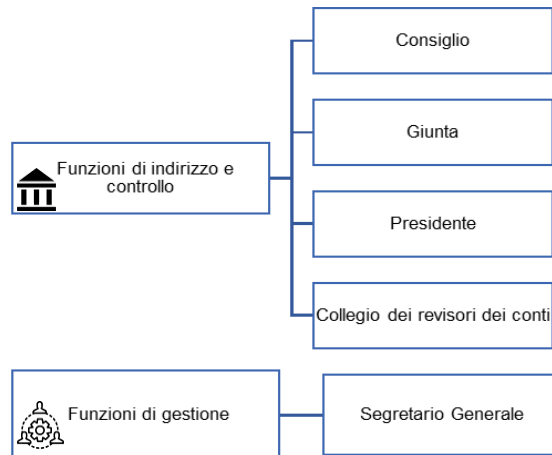 Consiglio
Giunta
Funzioni di indirizzo e
controllo
Presidente
Collegio dei revisori dei conti
Funzioni di gestione
Segretario Generale